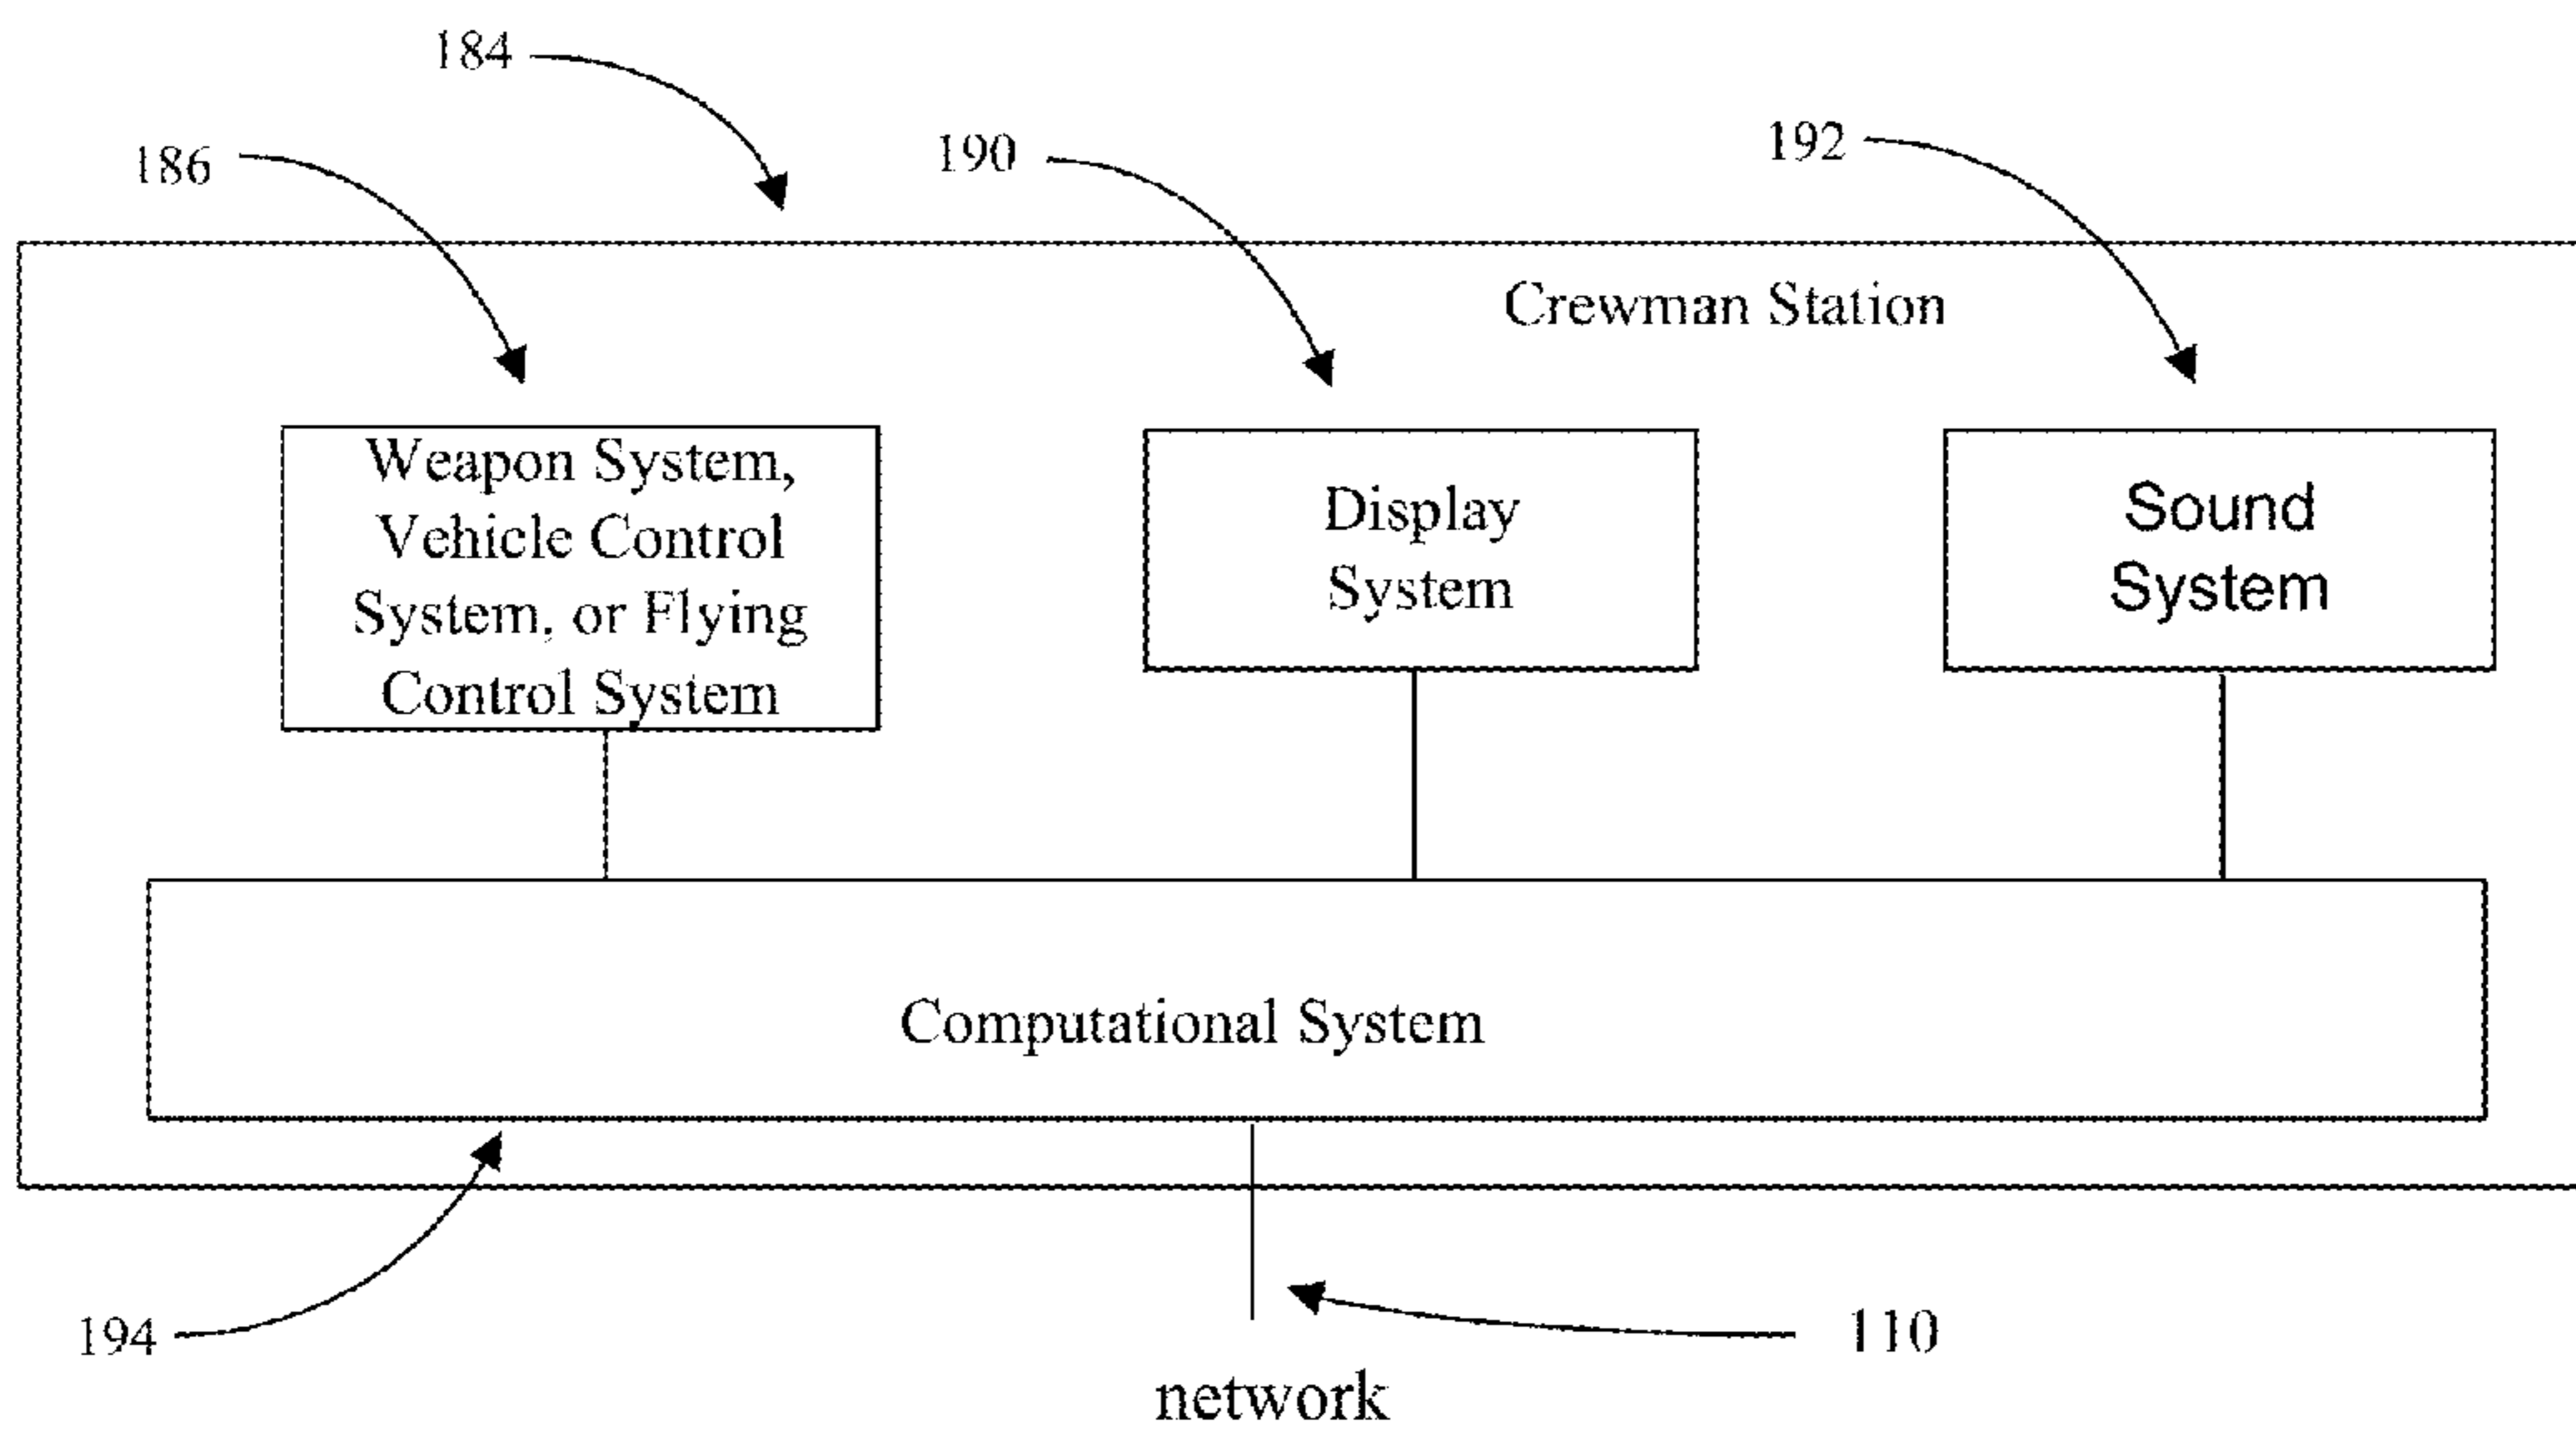 184
186
190
192
Crewman Station
Weapon System,
Vehicle Control
System, or Flying
Control System
Display
System
Sound
System
Computational System
194
110
network